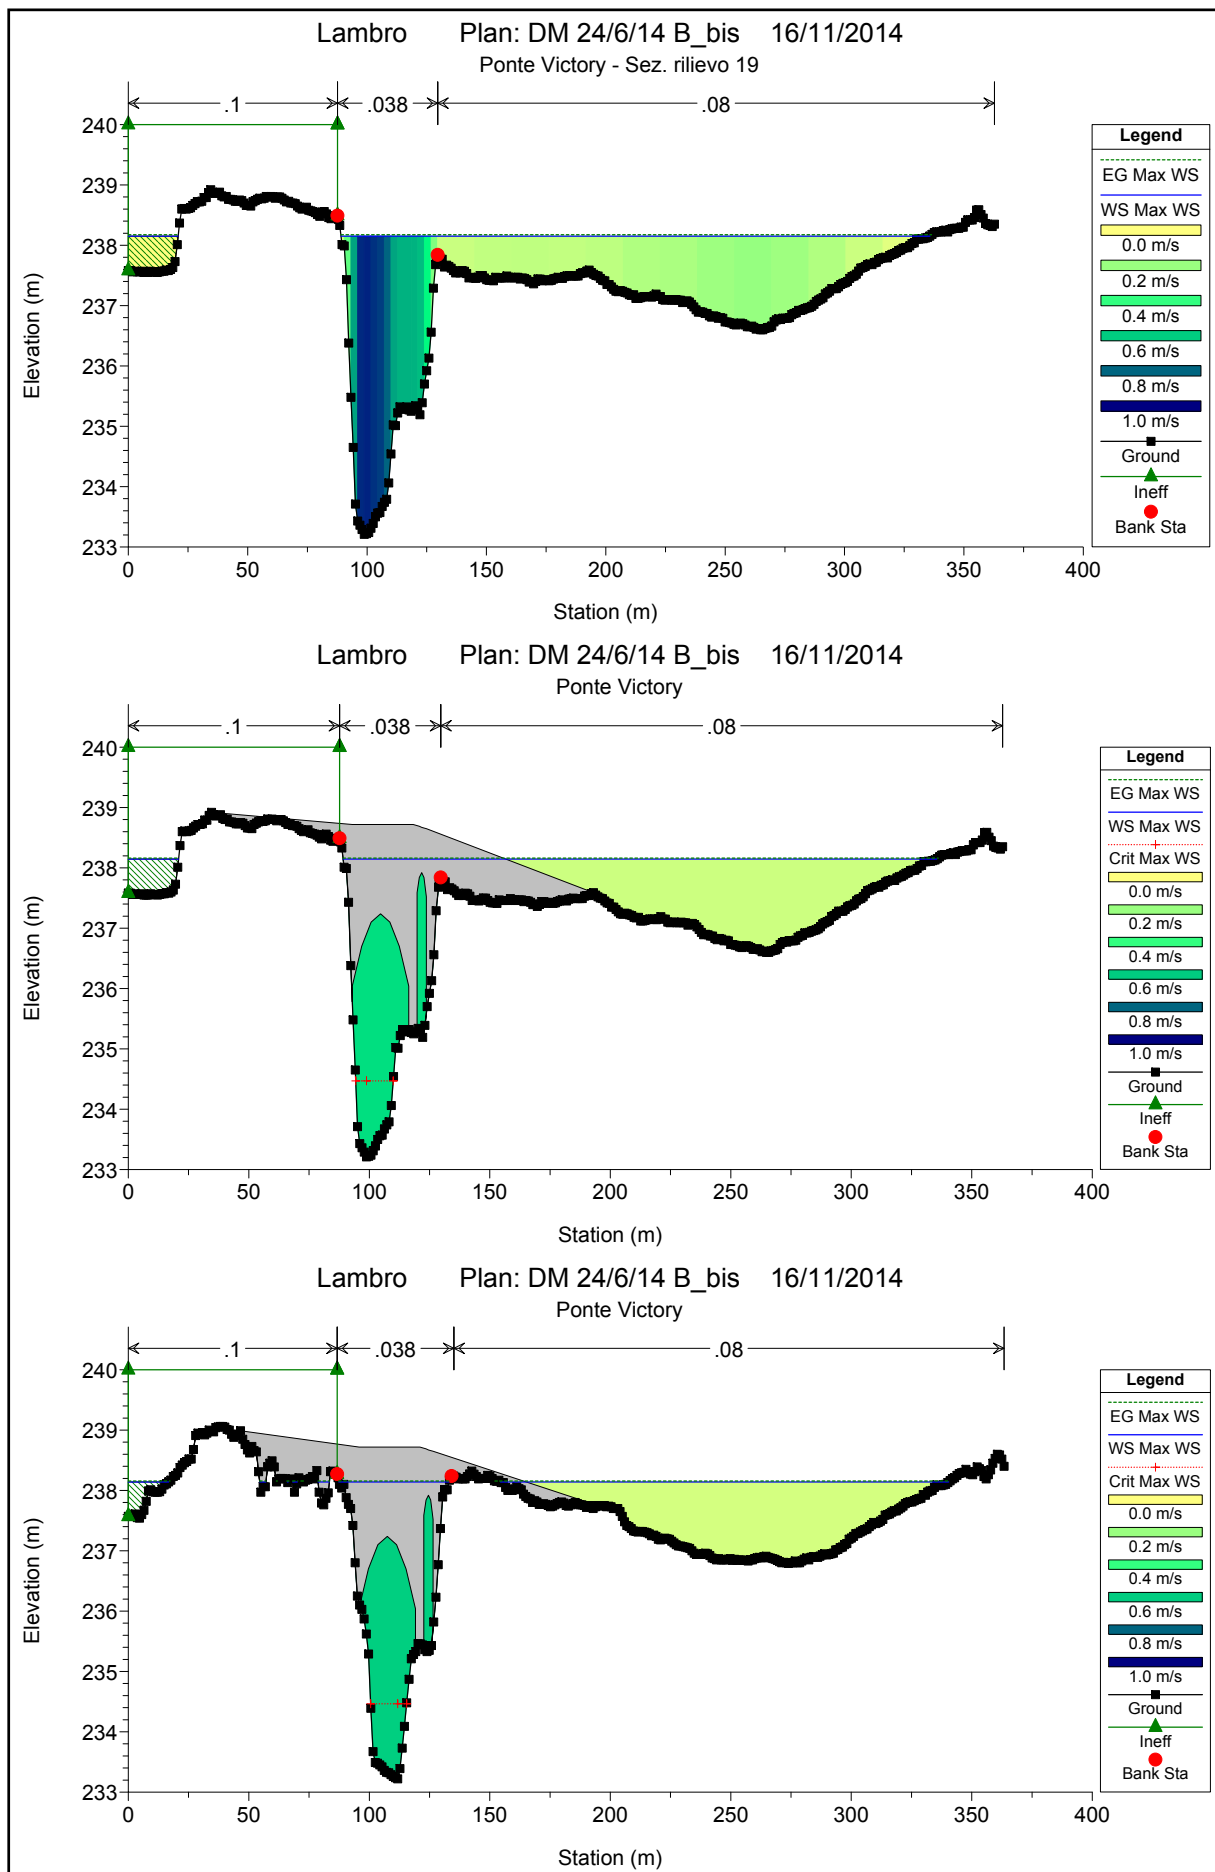 Lambro Plan: DM 24/6/14 B_bis 16/11/2014
Ponte Victory - Sez. rilievo 19
.1 .038 .08
240
239
238
237
236
235
234
233
Elevation (m)
0 50 100 150 200 250 300 350 400
Station (m)
Legend
EG Max WS
WS Max WS
0.0 m/s
0.2 m/s
0.4 m/s
0.6 m/s
0.8 m/s
1.0 m/s
Ground
Ineff
Bank Sta
Lambro Plan: DM 24/6/14 B_bis 16/11/2014
Ponte Victory
.1 .038 .08
240
239
238
237
236
235
234
233
Elevation (m)
0 50 100 150 200 250 300 350 400
Station (m)
Legend
EG Max WS
WS Max WS
Crit Max WS
0.0 m/s
0.2 m/s
0.4 m/s
0.6 m/s
0.8 m/s
1.0 m/s
Ground
Ineff
Bank Sta
Lambro Plan: DM 24/6/14 B_bis 16/11/2014
Ponte Victory
.1 .038 .08
240
239
238
237
236
235
234
233
Elevation (m)
0 50 100 150 200 250 300 350 400
Station (m)
Legend
EG Max WS
WS Max WS
Crit Max WS
0.0 m/s
0.2 m/s
0.4 m/s
0.6 m/s
0.8 m/s
1.0 m/s
Ground
Ineff
Bank Sta